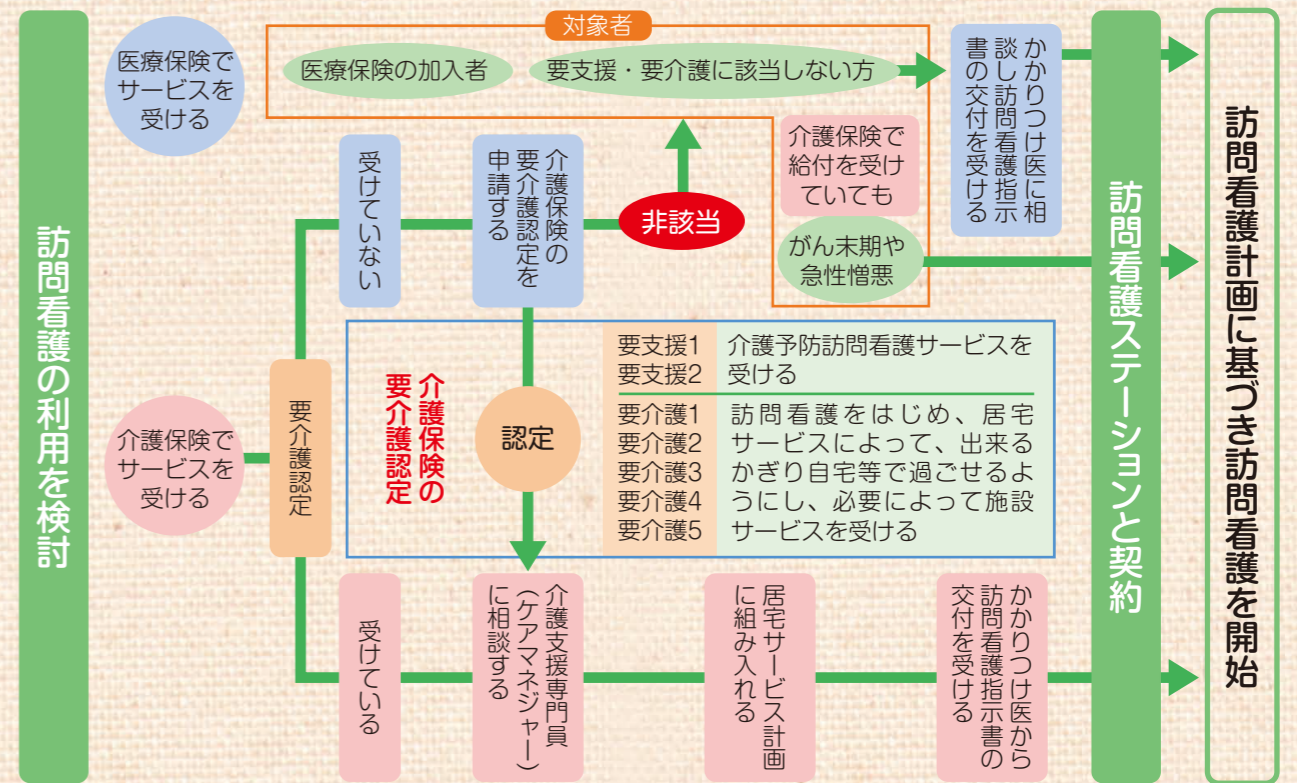 訪問看護の利用を検討
医療保険で
サービスを
受ける
対象者
医療保険の加入者
要支援・要介護に該当しない方
かかりつけ医に相
談し訪問看護指示
書の交付を受ける
介護保険で
給付を受け
ていても
がん末期や
急性憎悪
受けていない
介護保険の
要介護認定を
申請する
非該当
介護保険で
サービスを
受ける
要介護認定
介護保険の
要介護認定
認定
要支援1
要支援2
介護予防訪問看護サービスを
受ける
要介護1
要介護2
要介護3
要介護4
要介護5
訪問看護をはじめ、居宅
サービスによって、出来る
かぎり自宅等で過ごせるよ
うにし、必要によって施設
サービスを受ける
受けている
介護支援専門員
（ケアマネジャー）
に相談する
居宅サービス計画
に組み入れる
かかりつけ医から
訪問看護指示書の
交付を受ける
訪問看護ステーションと契約
訪問看護計画に基づき訪問看護を開始